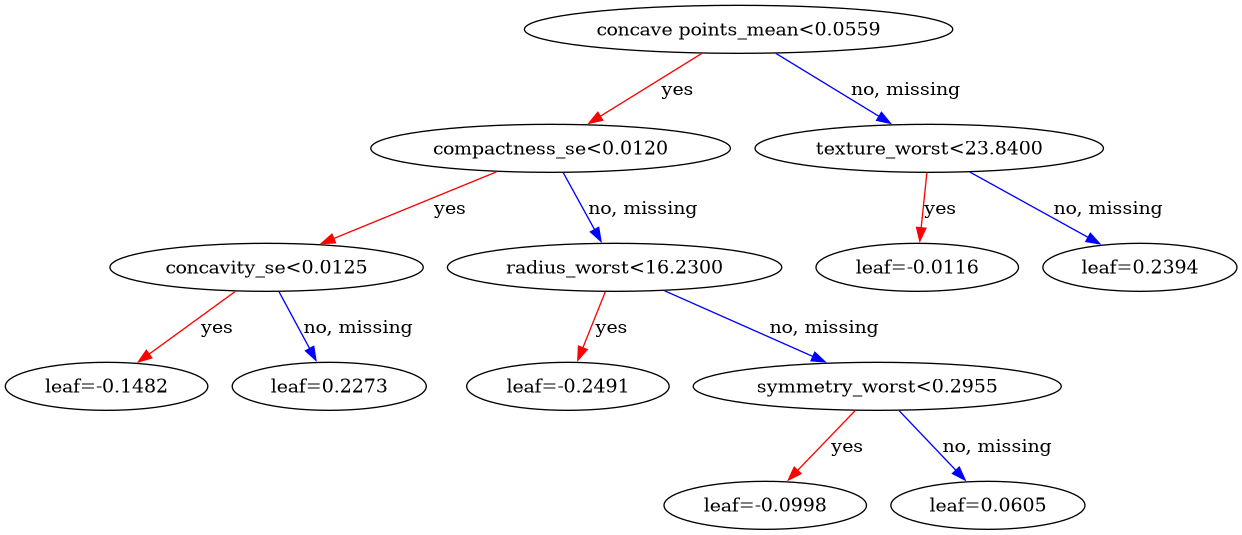 concave points_mean<0.0559
yes
no, missing
compactness_se<0.0120
texture_worst<23.8400
yes
no, missing
yes
no, missing
concavity_se<0.0125
radius_worst<16.2300
leaf=-0.0116
leaf=0.2394
yes
no, missing
yes
no, missing
leaf=-0.1482
leaf=0.2273
leaf=-0.2491
symmetry_worst<0.2955
yes
no, missing
leaf=-0.0998
leaf=0.0605